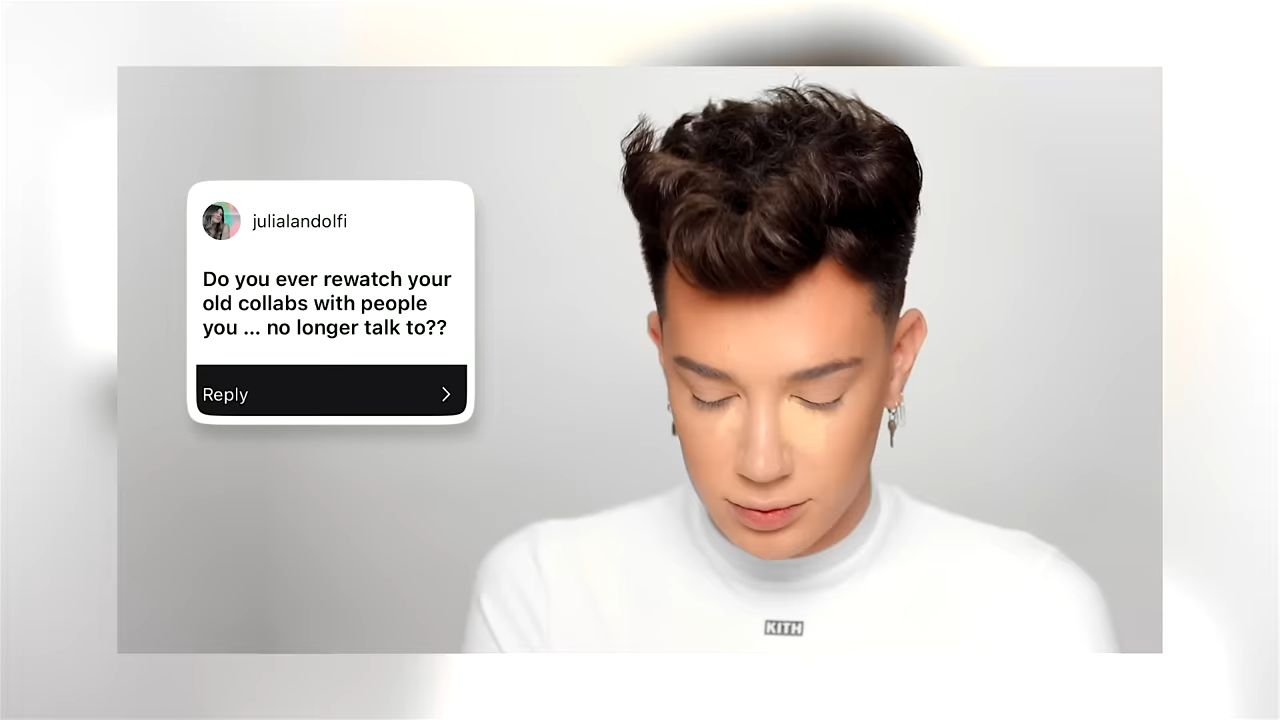 julialandolfi
Do you ever rewatch your
old collabs with people
you ... no longer talk to??
Reply
KITH